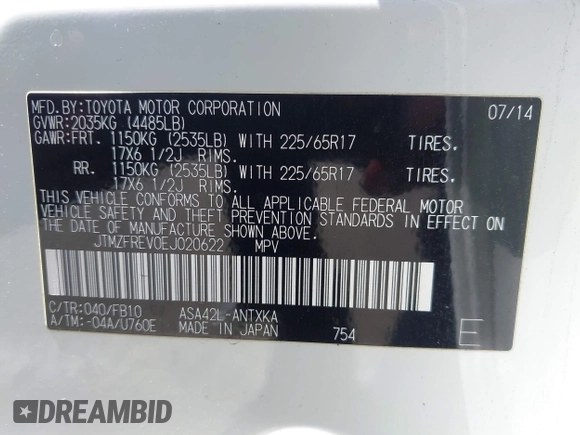 MFD.BY:TOYOTA MOTOR CORPORATION 07/14
GVWR:2035KG (4485LB)
GAWR:FRT. 1150KG (2535LB) WITH 225/65R17 TIRES.
17X6 1/2J RIMS.
RR. 1150KG (2535LB) WITH 225/65R17 TIRES.
17X6 1/2J RIMS.
THIS VEHICLE CONFORMS TO ALL APPLICABLE FEDERAL MOTOR
VEHICLE SAFETY AND THEFT PREVENTION STANDARDS IN EFFECT ON
THE DATE OF MANUFACTURE SHOWN ABOVE.
JTMZFREV0EJ020622 MPV
C/TR:040/FB10 ASA42L-ANTXKA
A/TM:-04A/U760E MADE IN JAPAN 754 E
DREAMBID